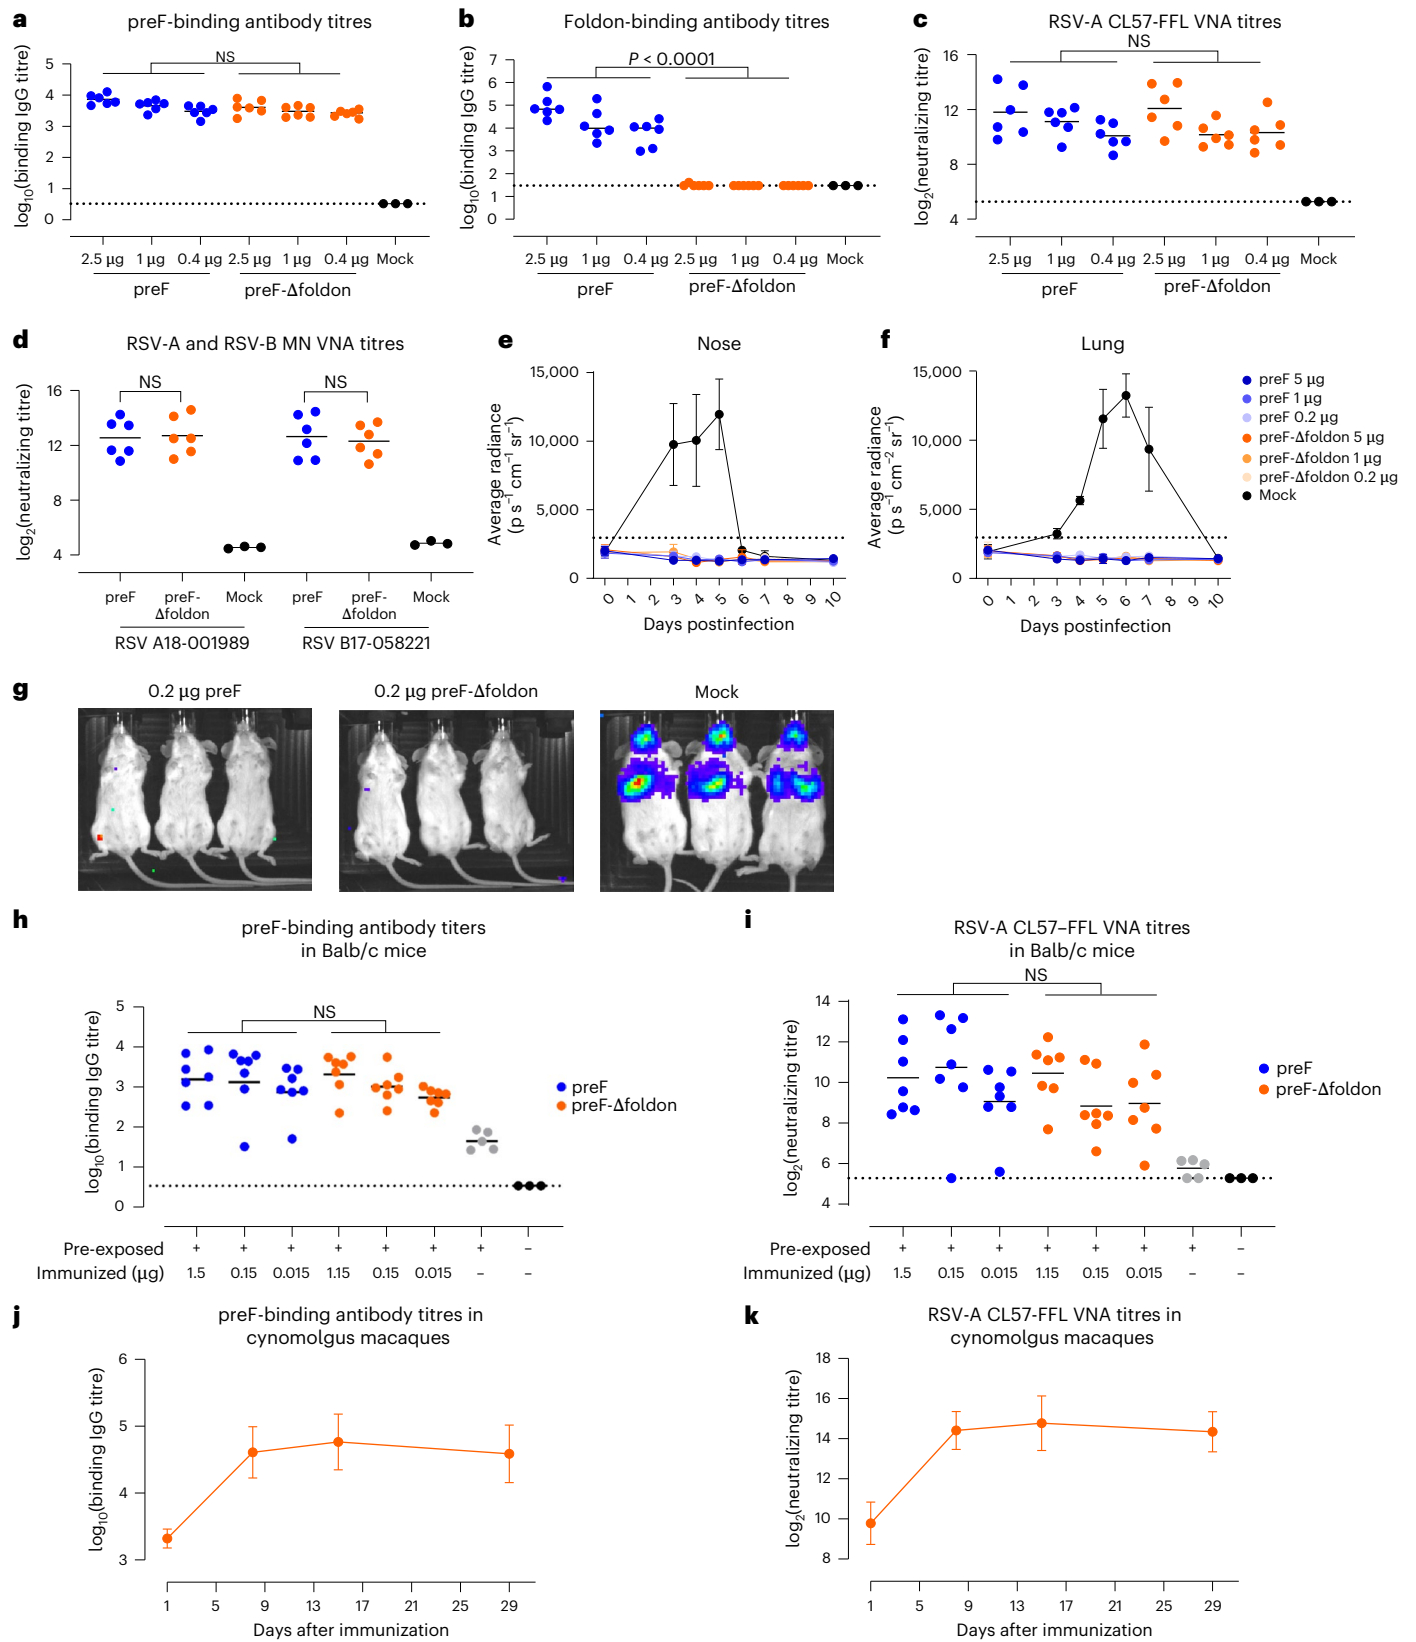 a
preF-binding antibody titres
NS
log10(binding IgG titre)
5
4
3
2
1
0
2.5 µg 1 µg 0.4 µg 2.5 µg 1 µg 0.4 µg Mock
preF preF-Δfoldon
b
Foldon-binding antibody titres
P < 0.0001
log10(binding IgG titre)
7
6
5
4
3
2
1
0
2.5 µg 1 µg 0.4 µg 2.5 µg 1 µg 0.4 µg Mock
preF preF-Δfoldon
c
RSV-A CL57-FFL VNA titres
NS
log2(neutralizing titre)
16
12
8
4
2.5 µg 1 µg 0.4 µg 2.5 µg 1 µg 0.4 µg Mock
preF preF-Δfoldon
d
RSV-A and RSV-B MN VNA titres
NS NS
log2(neutralizing titre)
16
12
8
4
preF preF-Δfoldon Mock preF preF-Δfoldon Mock
RSV A18-001989 RSV B17-058221
e
Nose
Average radiance
(p s−1 cm−1 sr−1)
15,000
10,000
5,000
0
0 1 2 3 4 5 6 7 8 9 10
Days postinfection
f
Lung
Average radiance
(p s−1 cm−2 sr−1)
15,000
10,000
5,000
0
0 1 2 3 4 5 6 7 8 9 10
Days postinfection
preF 5 µg
preF 1 µg
preF 0.2 µg
preF-Δfoldon 5 µg
preF-Δfoldon 1 µg
preF-Δfoldon 0.2 µg
Mock
g
0.2 µg preF 0.2 µg preF-Δfoldon Mock
h
preF-binding antibody titers
in Balb/c mice
NS
log10(binding IgG titre)
5
4
3
2
1
0
preF
preF-Δfoldon
Pre-exposed + + + + + + + –
Immunized (µg) 1.5 0.15 0.015 1.15 0.15 0.015 – –
i
RSV-A CL57–FFL VNA titres
in Balb/c mice
NS
log2(neutralizing titre)
14
12
10
8
6
4
preF
preF-Δfoldon
Pre-exposed + + + + + + + –
Immunized (µg) 1.5 0.15 0.015 1.15 0.15 0.015 – –
j
preF-binding antibody titres in
cynomolgus macaques
log10(binding IgG titre)
6
5
4
3
1 5 9 13 17 21 25 29
Days after immunization
k
RSV-A CL57-FFL VNA titres in
cynomolgus macaques
log2(neutralizing titre)
18
16
14
12
10
8
1 5 9 13 17 21 25 29
Days after immunization